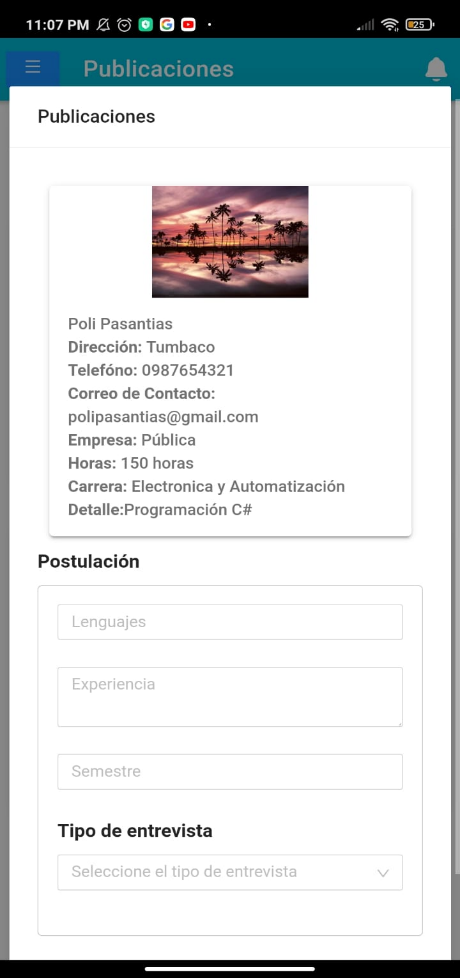 11:07 PM
25
Publicaciones
Publicaciones
Poli Pasantias
Dirección: Tumbaco
Telefóno: 0987654321
Correo de Contacto:
polipasantias@gmail.com
Empresa: Pública
Horas: 150 horas
Carrera: Electronica y Automatización
Detalle:Programación C#
Postulación
Lenguajes
Experiencia
Semestre
Tipo de entrevista
Seleccione el tipo de entrevista